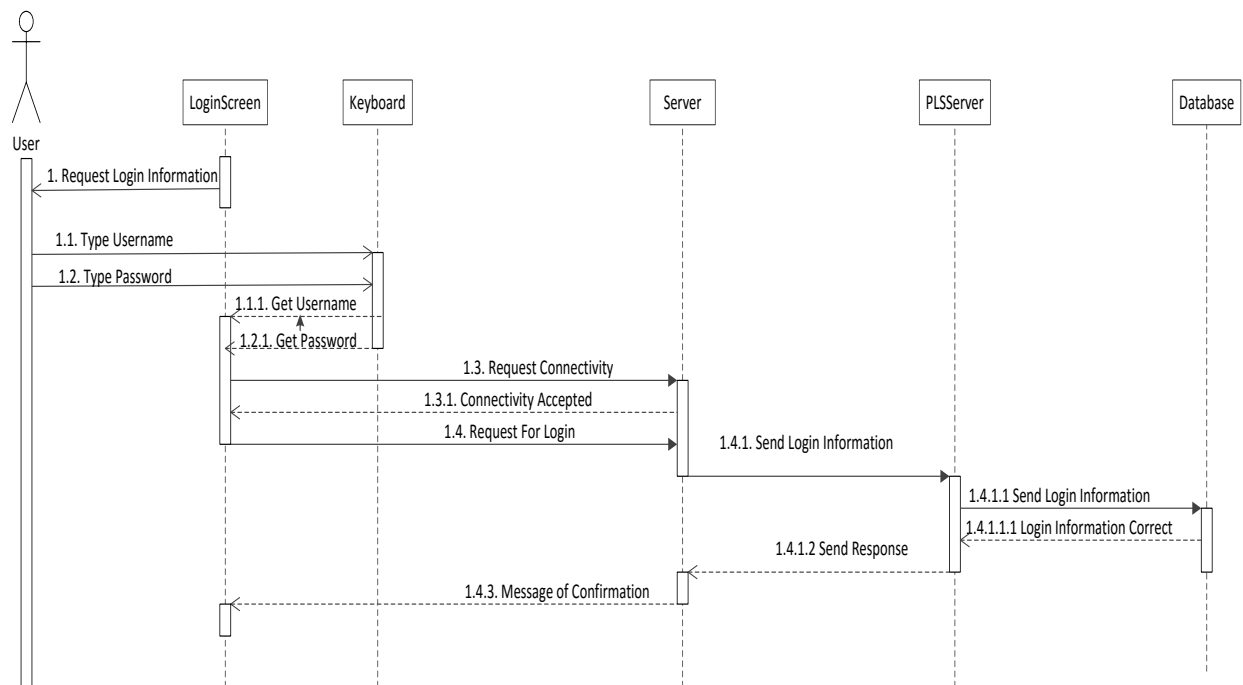 User
LoginScreen
Keyboard
Server
PLSServer
Database
1. Request Login Information
1.1. Type Username
1.2. Type Password
1.1.1. Get Username
1.2.1. Get Password
1.3. Request Connectivity
1.3.1. Connectivity Accepted
1.4. Request For Login
1.4.1. Send Login Information
1.4.1.1 Send Login Information
1.4.1.1.1 Login Information Correct
1.4.1.2 Send Response
1.4.3. Message of Confirmation